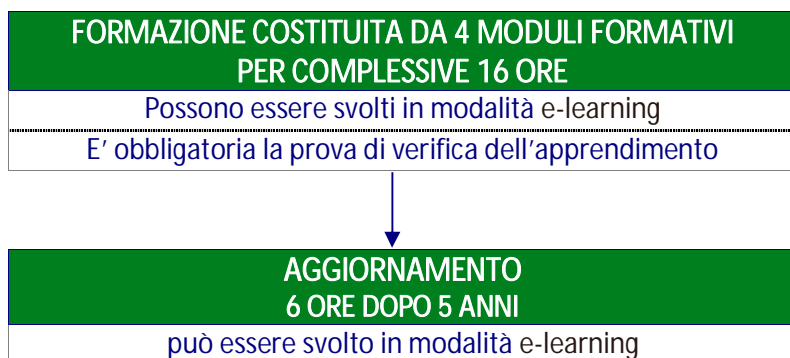 FORMAZIONE COSTITUITA DA 4 MODULI FORMATIVI
PER COMPLESSIVE 16 ORE
Possono essere svolti in modalità e-learning
E' obbligatoria la prova di verifica dell'apprendimento
AGGIORNAMENTO
6 ORE DOPO 5 ANNI
può essere svolto in modalità e-learning